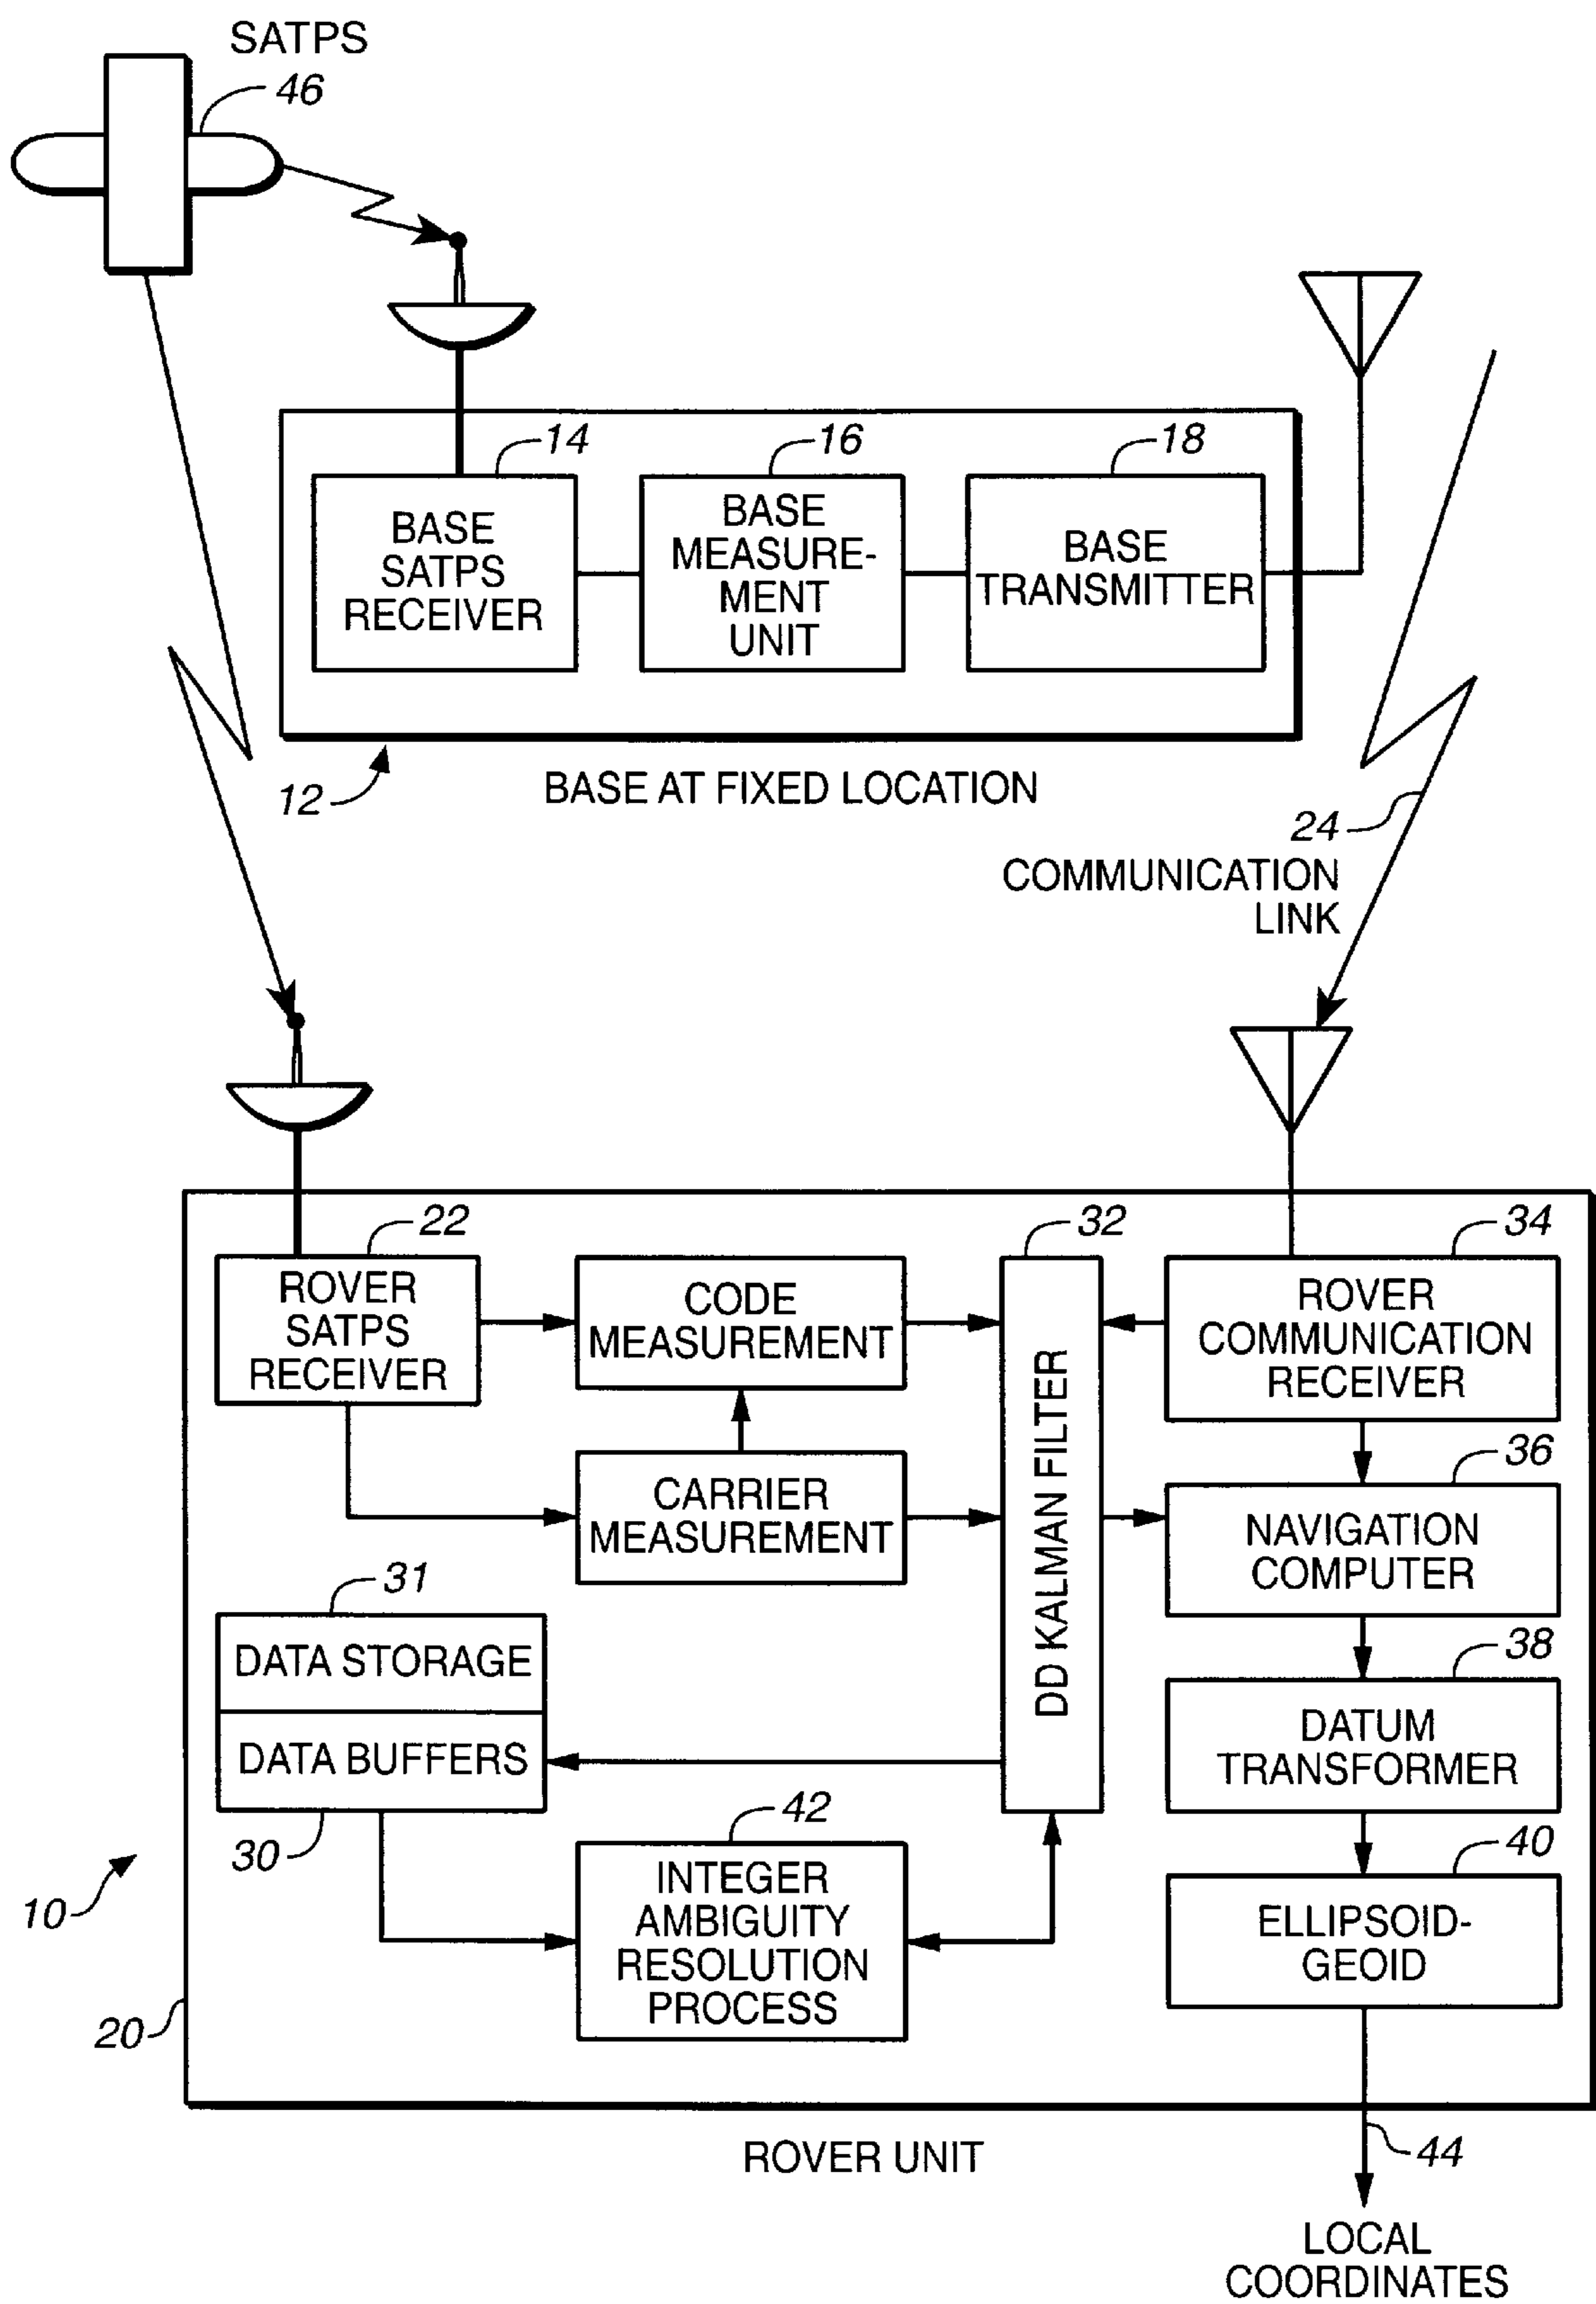 SATPS
46
14
16
18
BASE
SATPS
RECEIVER
BASE
MEASURE-
MENT
UNIT
BASE
TRANSMITTER
12
BASE AT FIXED LOCATION
24
COMMUNICATION
LINK
22
32
34
ROVER
SATPS
RECEIVER
CODE
MEASUREMENT
DD KALMAN FILTER
ROVER
COMMUNICATION
RECEIVER
CARRIER
MEASUREMENT
36
NAVIGATION
COMPUTER
31
DATA STORAGE
DATA BUFFERS
30
38
DATUM
TRANSFORMER
42
INTEGER
AMBIGUITY
RESOLUTION
PROCESS
40
ELLIPSOID-
GEOID
10
20
ROVER UNIT
44
LOCAL
COORDINATES